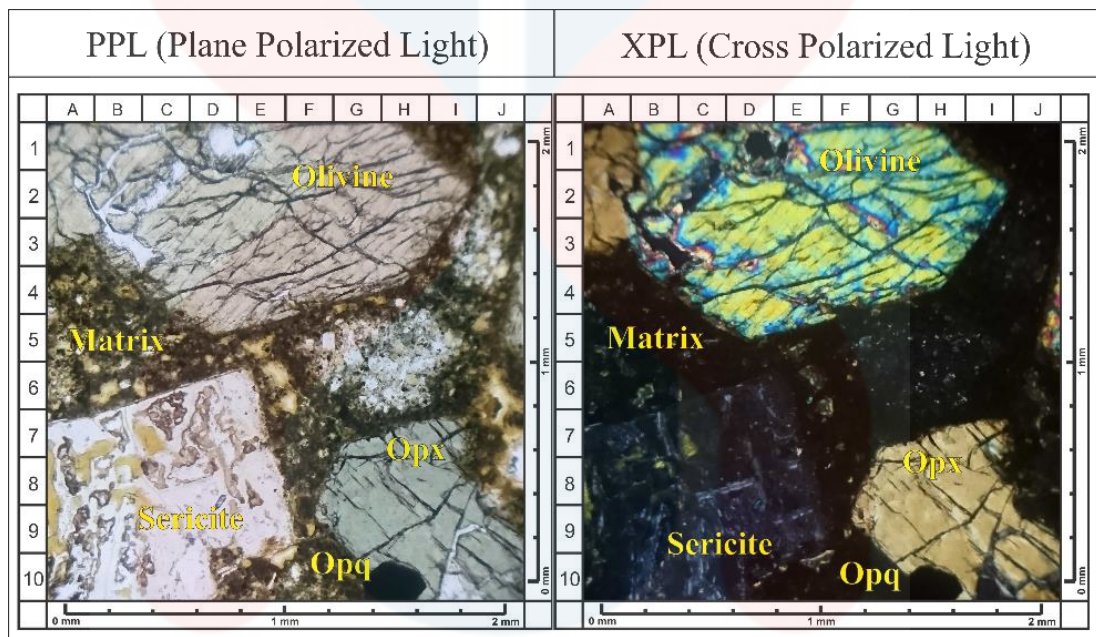 PPL (Plane Polarized Light) XPL (Cross Polarized Light)
A B C D E F G H I J A B C D E F G H I J
1 Olivine 2 mm 1 Olivine 2 mm
2 2
3 3
4 4
5 Matrix 1 mm 5 Matrix 1 mm
6 6
7 Opx 7 Opx
8 8
9 Sericite 9 Sericite
10 Opq 0 mm 10 Opq 0 mm
0 mm 1 mm 2 mm 0 mm 1 mm 2 mm